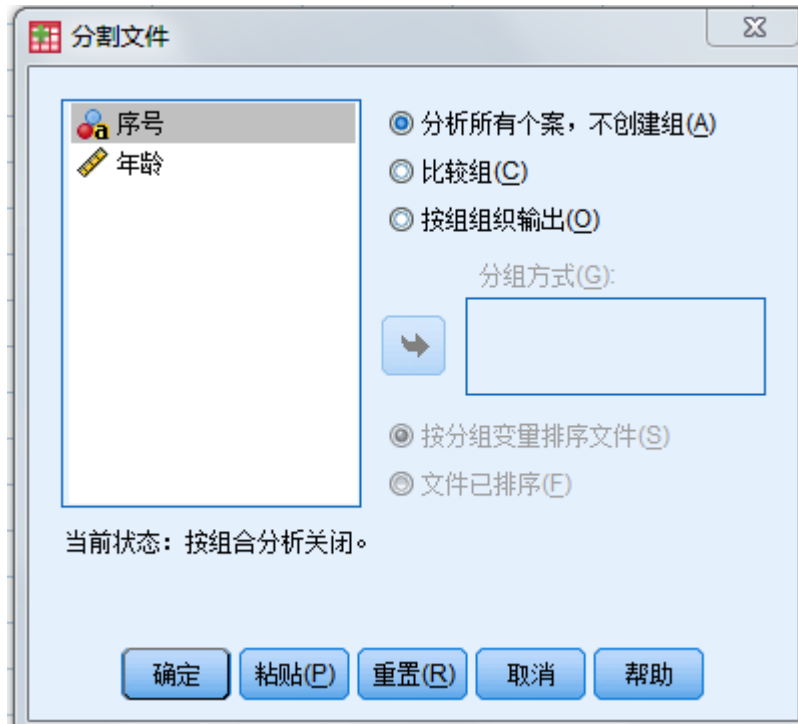 分割文件
序号
年龄
分析所有个案，不创建组(A)
比较组(C)
按组组织输出(O)
分组方式(G):
按分组变量排序文件(S)
文件已排序(F)
当前状态：按组合分析关闭。
确定 粘贴(P) 重置(R) 取消 帮助